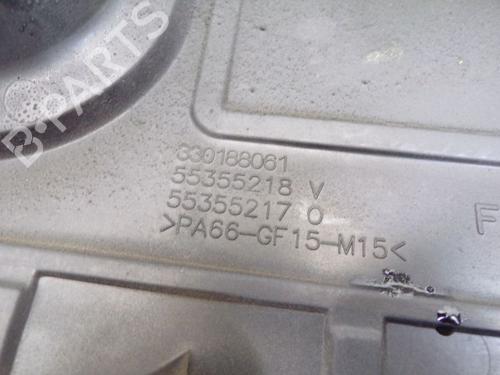 B-PARTS
330188061
55355218 V
55355217 O
>PA66-GF15-M15<
F